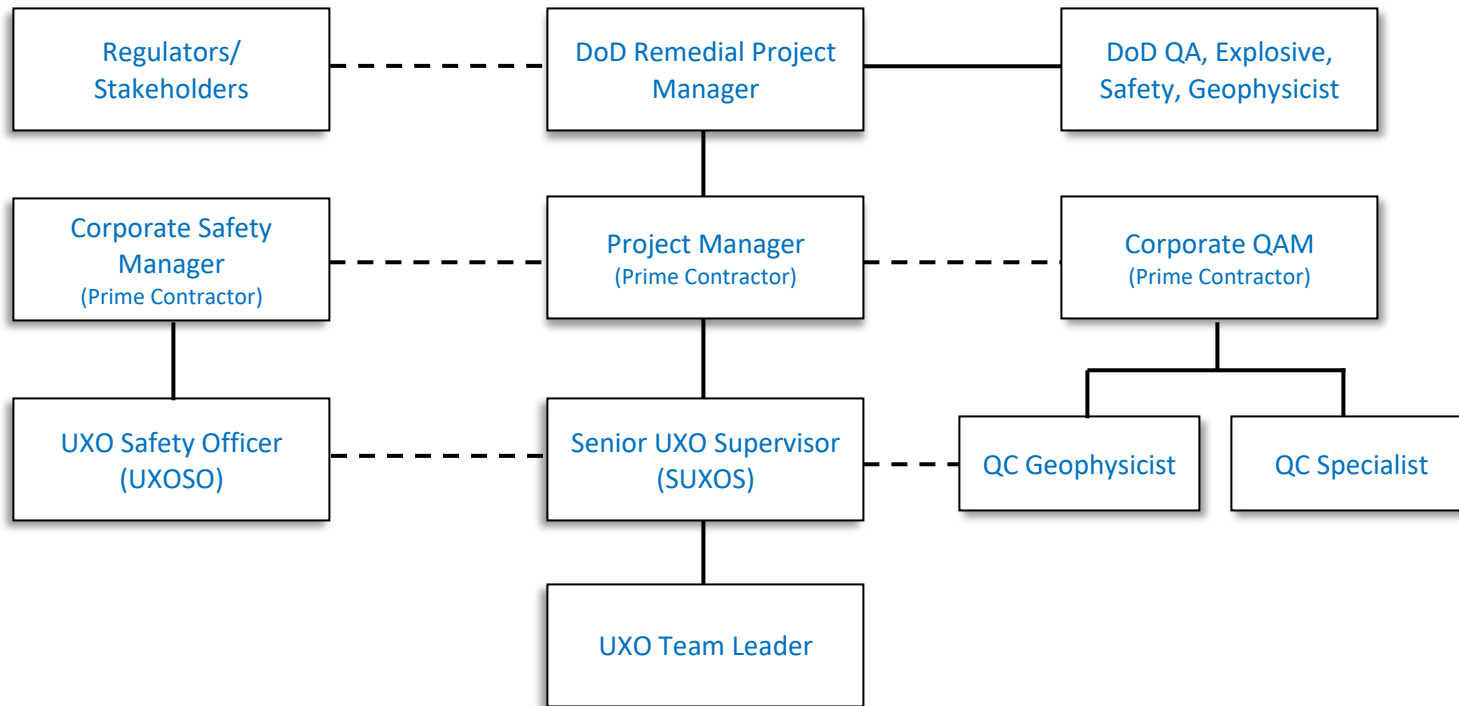 Regulators/
Stakeholders
DoD Remedial Project
Manager
DoD QA, Explosive,
Safety, Geophysicist
Corporate Safety
Manager
(Prime Contractor)
Project Manager
(Prime Contractor)
Corporate QAM
(Prime Contractor)
UXO Safety Officer
(UXOSO)
Senior UXO Supervisor
(SUXOS)
QC Geophysicist
QC Specialist
UXO Team Leader